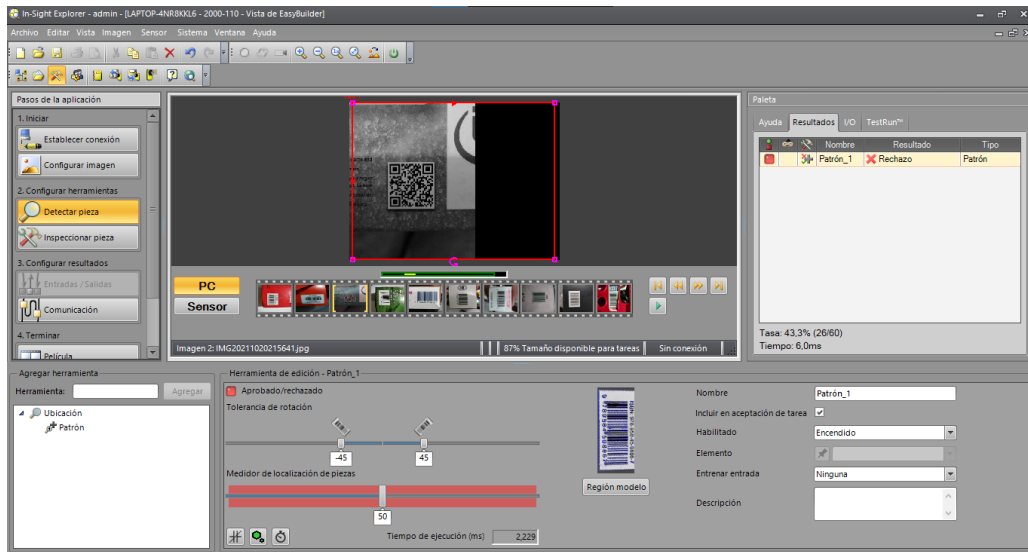 In-Sight Explorer - admin - [LAPTOP-4NR8KKL6 - 2000-110 - Vista de EasyBuilder]
Archivo Editar Vista Imagen Sensor Sistema Ventana Ayuda
Pasos de la aplicación
1. Iniciar
Establecer conexión
Configurar imagen
2. Configurar herramientas
Detectar pieza
Inspeccionar pieza
3. Configurar resultados
Entradas / Salidas
Comunicación
4. Terminar
Película
PC
Sensor
Imagen 2: IMG20211020215641.jpg
87% Tamaño disponible para tareas
Sin conexión
Paleta
Ayuda Resultados I/O TestRun™
Nombre Resultado Tipo
Patrón_1 Rechazo Patrón
Tasa: 43,3% (26/60)
Tiempo: 6,0ms
Agregar herramienta
Herramienta: Agregar
Ubicación
Patrón
Herramienta de edición - Patrón_1
Aprobado/rechazado
Tolerancia de rotación
-45 45
Medidor de localización de piezas
50
Tiempo de ejecución (ms) 2,229
Región modelo
Nombre Patrón_1
Incluir en aceptación de tarea
Habilitado Encendido
Elemento
Entrenar entrada Ninguna
Descripción